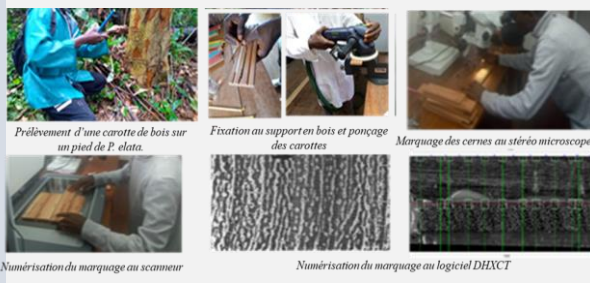 Prélèvement d'une carotte de bois sur
un pied de P. elata.
Fixation au support en bois et ponçage
des carottes
Marquage des cernes au stéréo microscope
Numérisation du marquage au scanneur
Numérisation du marquage au logiciel DHXCT